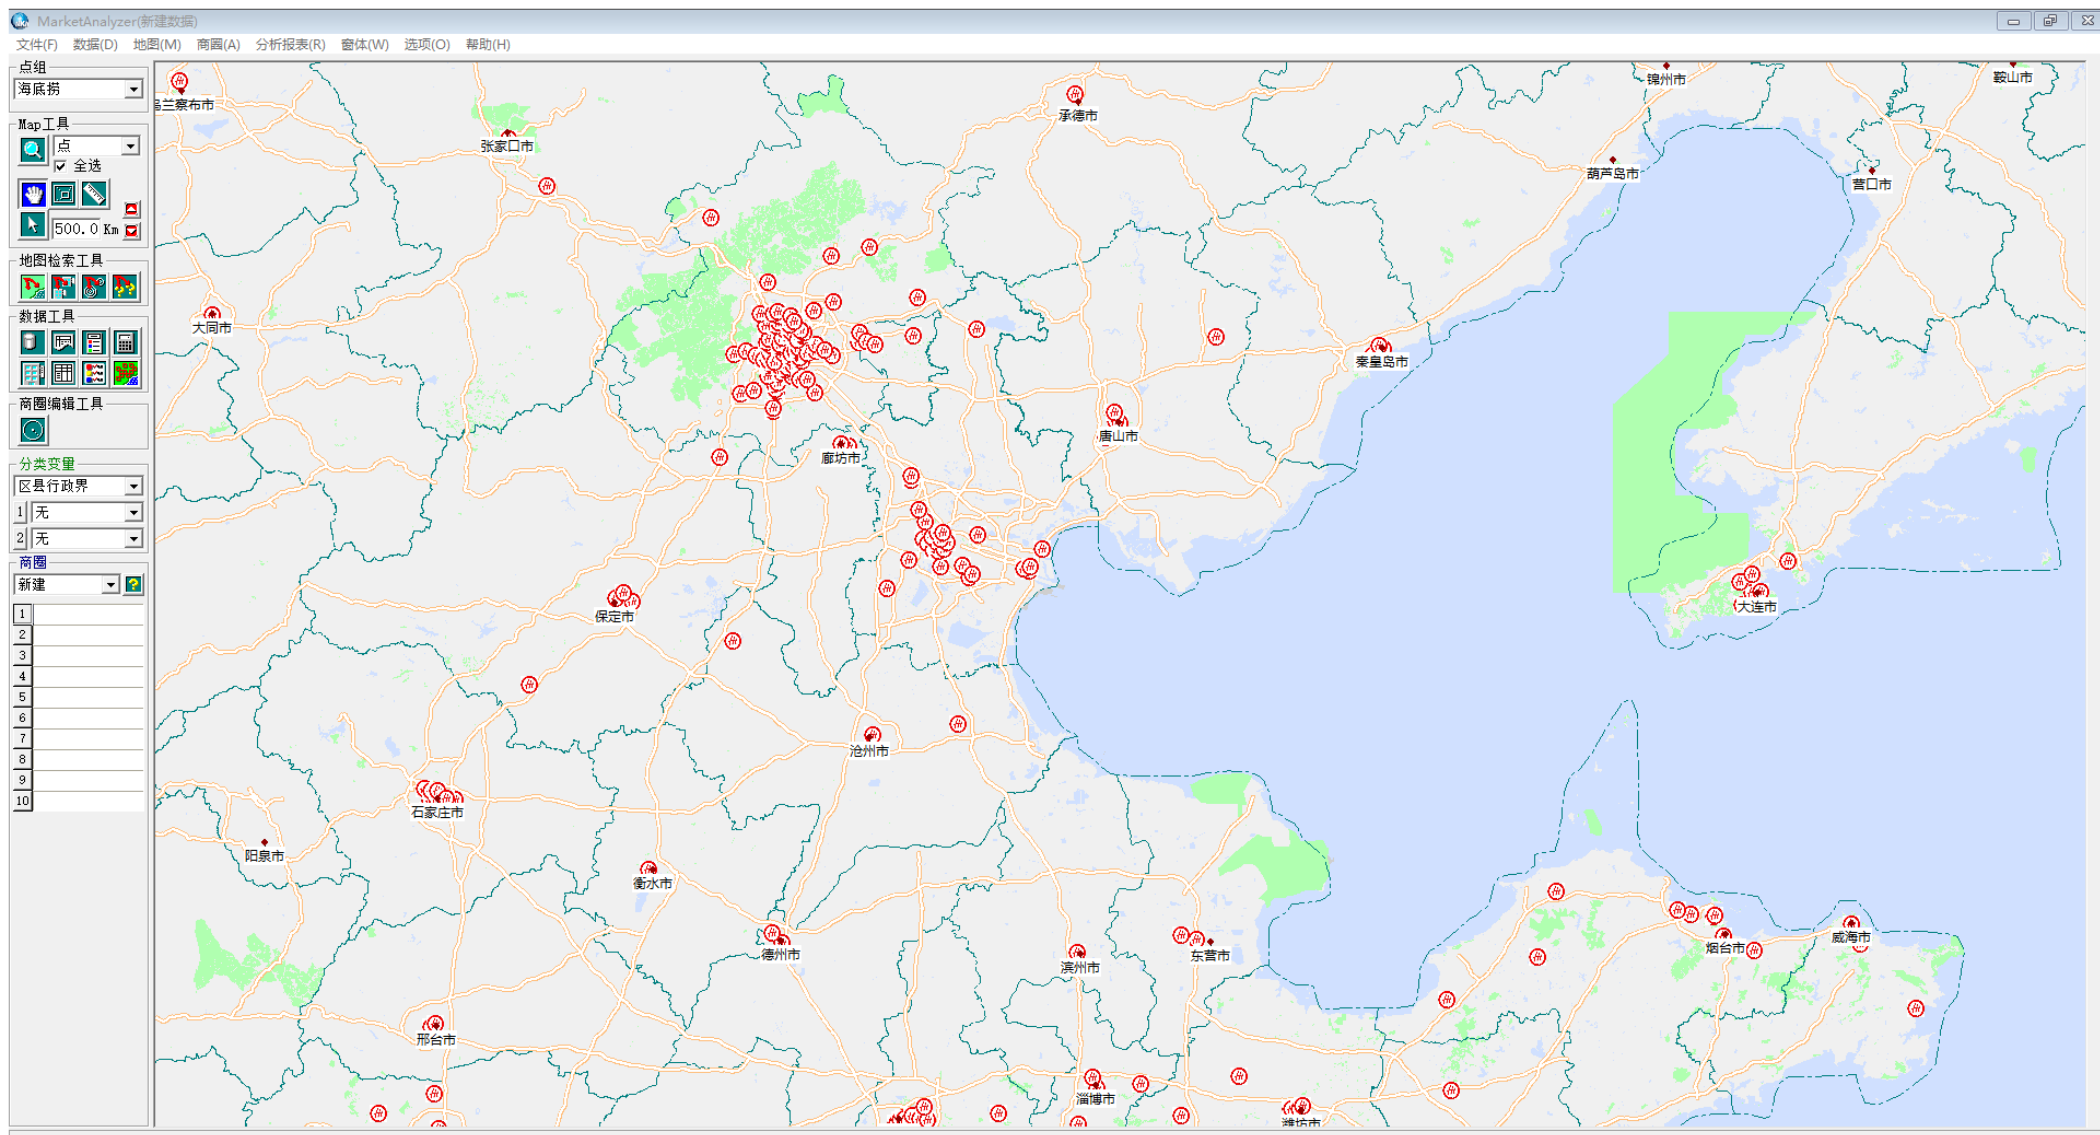 MarketAnalyzer(新建数据)
文件(F) 数据(D) 地图(M) 商圈(A) 分析报表(R) 窗体(W) 选项(O) 帮助(H)
点组
海底捞
Map工具
点
全选
500.0 Km
地图检索工具
数据工具
商圈编辑工具
分类变量
区县行政界
1 无
2 无
商圈
新建
1
2
3
4
5
6
7
8
9
10
锦州市
鞍山市
乌兰察布市
承德市
张家口市
葫芦岛市
营口市
大同市
秦皇岛市
唐山市
廊坊市
大连市
保定市
沧州市
石家庄市
阳泉市
衡水市
威海市
烟台市
德州市
东营市
滨州市
邢台市
淄博市
潍坊市